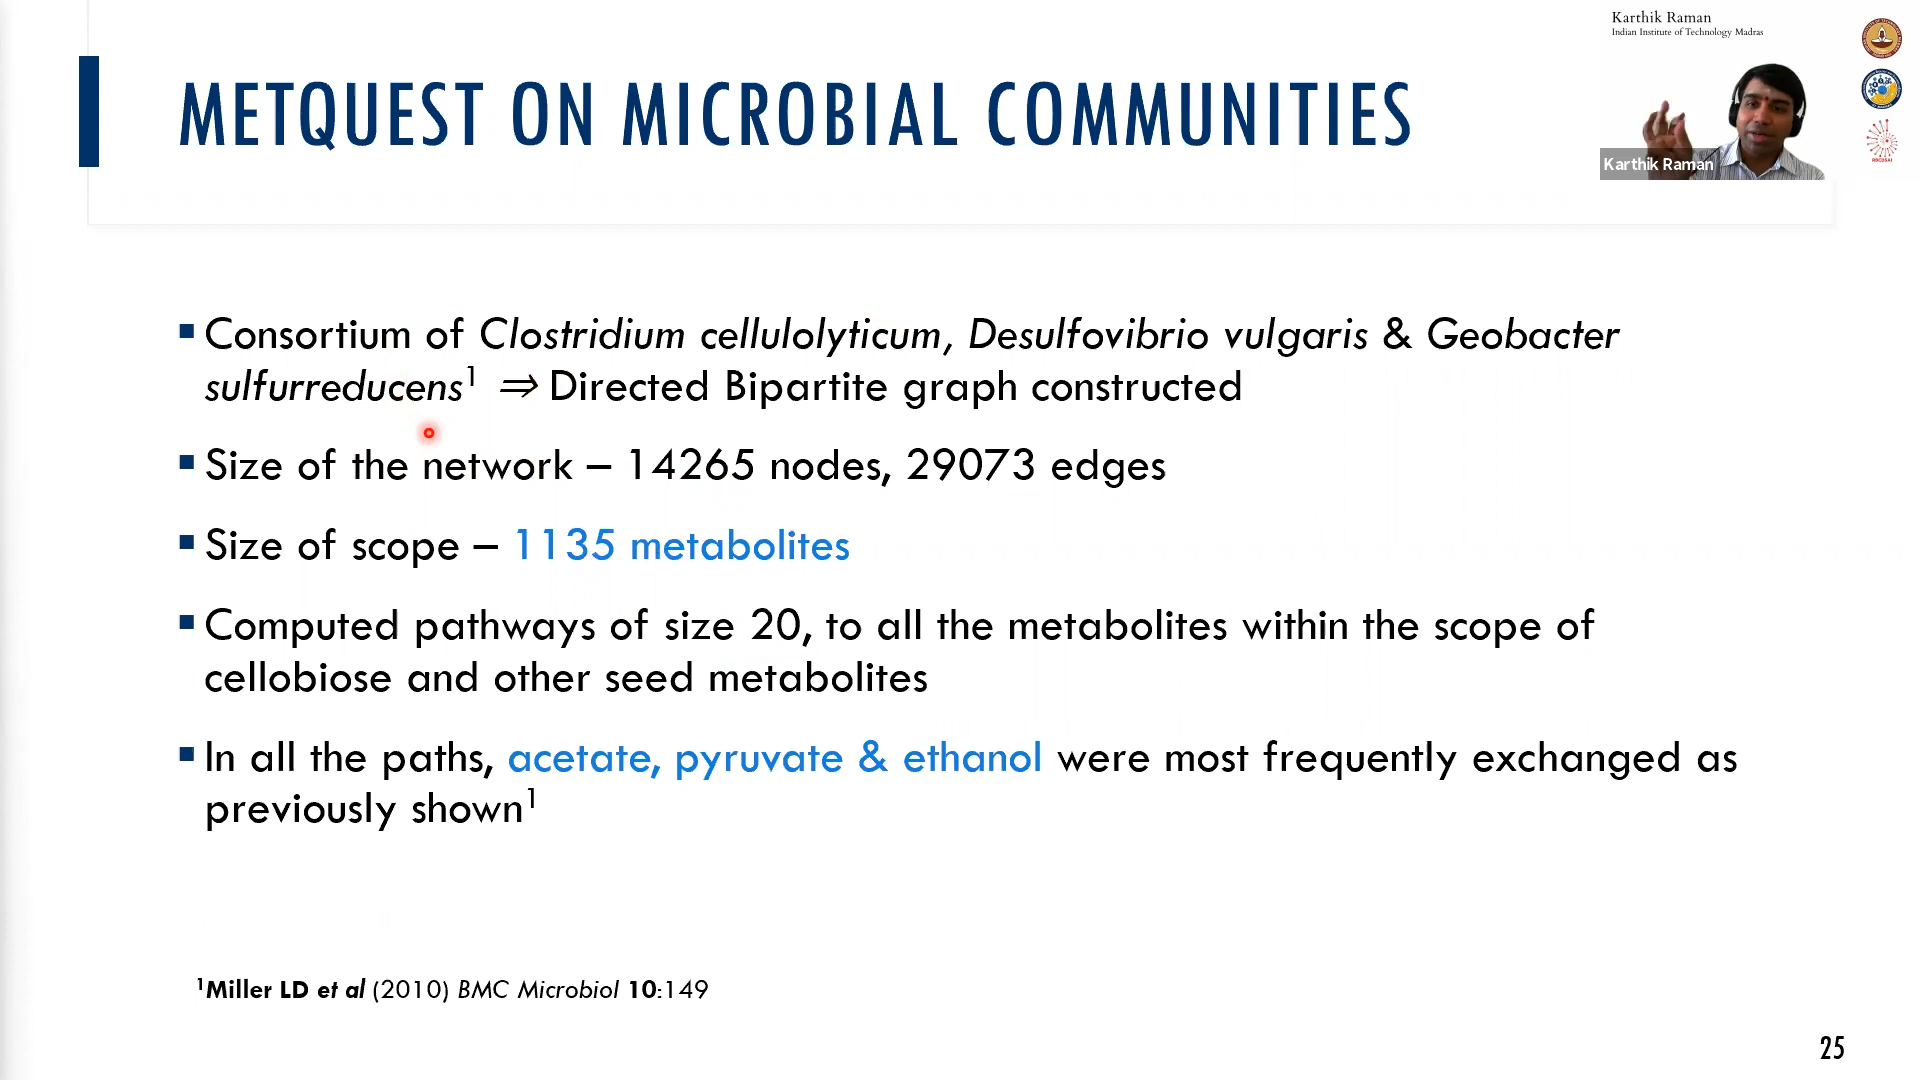 Karthik Raman
Indian Institute of Technology Madras
METQUEST ON MICROBIAL COMMUNITIES
Karthik Raman
RBCDSAI
▪ Consortium of Clostridium cellulolyticum, Desulfovibrio vulgaris & Geobacter
sulfurreducens¹ ⇒ Directed Bipartite graph constructed
▪ Size of the network – 14265 nodes, 29073 edges
▪ Size of scope – 1135 metabolites
▪ Computed pathways of size 20, to all the metabolites within the scope of
cellobiose and other seed metabolites
▪ In all the paths, acetate, pyruvate & ethanol were most frequently exchanged as
previously shown¹
¹Miller LD et al (2010) BMC Microbiol 10:149
25